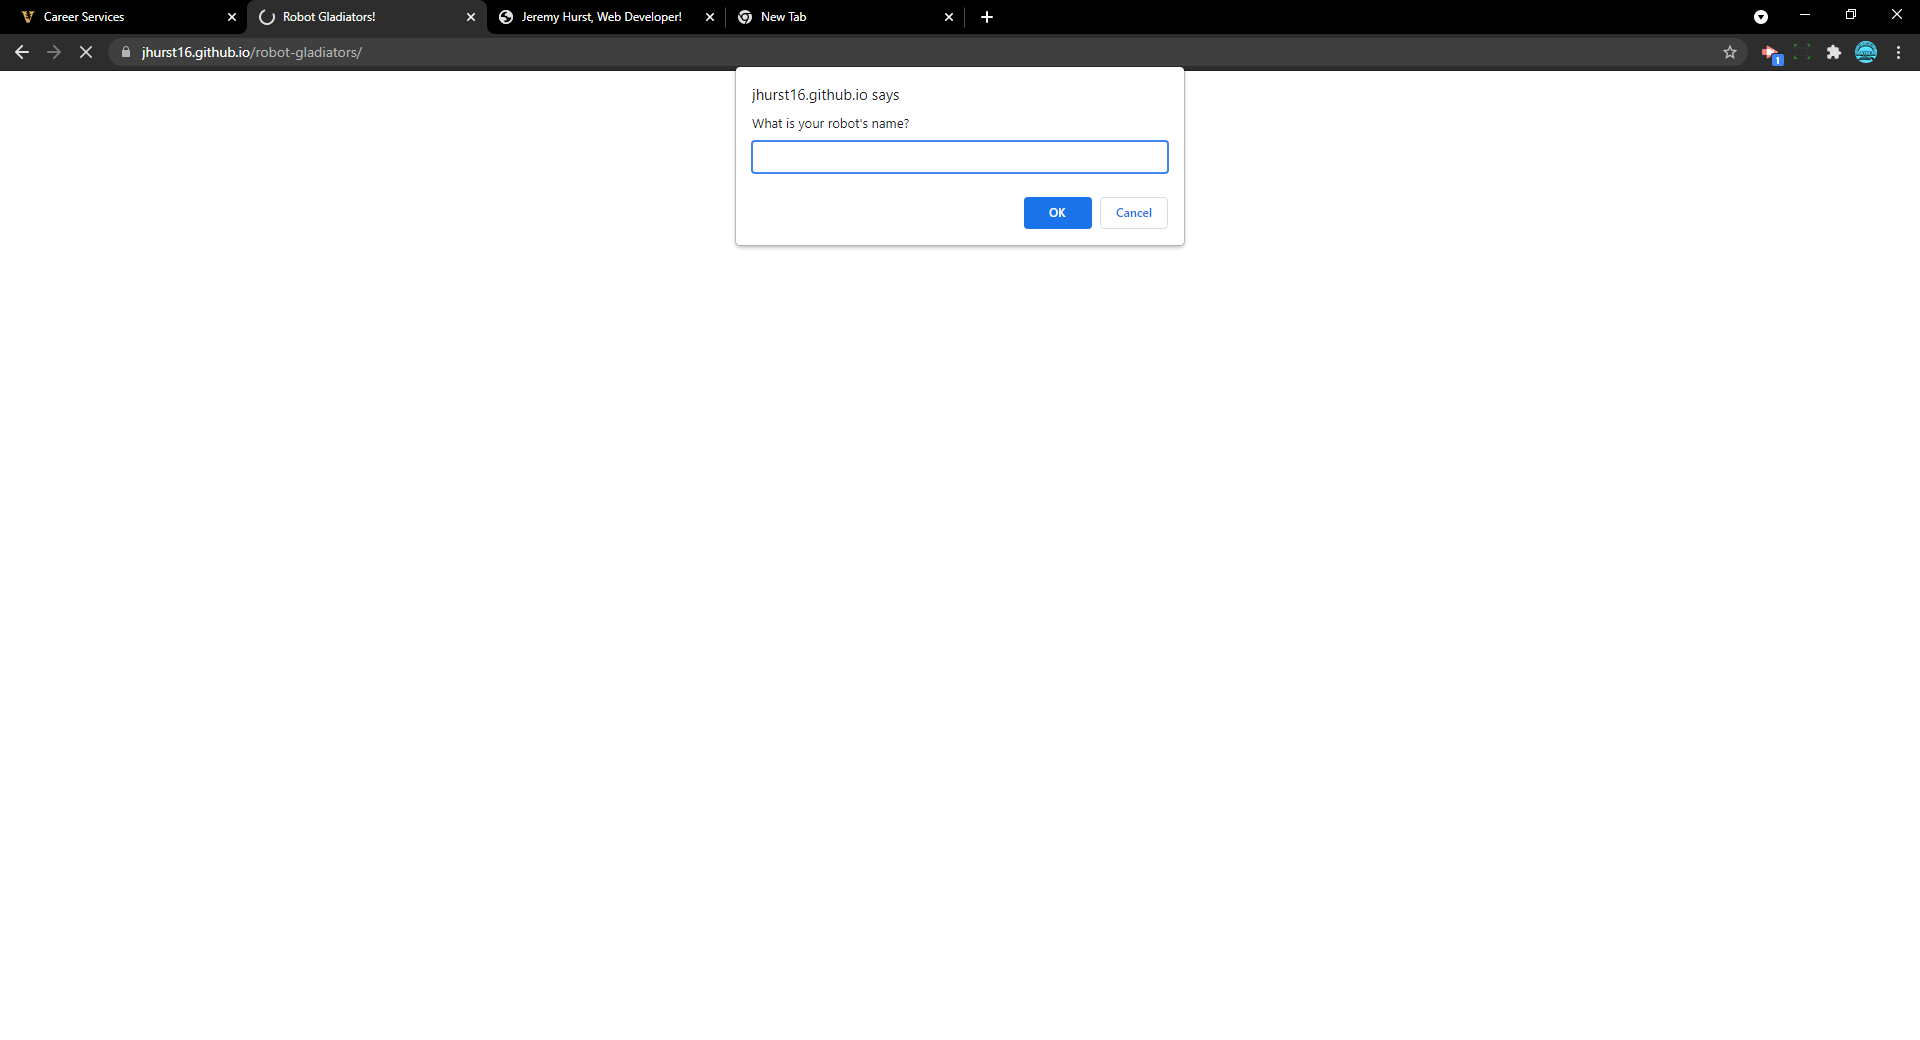 Career Services
Robot Gladiators!
Jeremy Hurst, Web Developer!
New Tab
jhurst16.github.io/robot-gladiators/
1
jhurst16.github.io says
What is your robot's name?
OK
Cancel